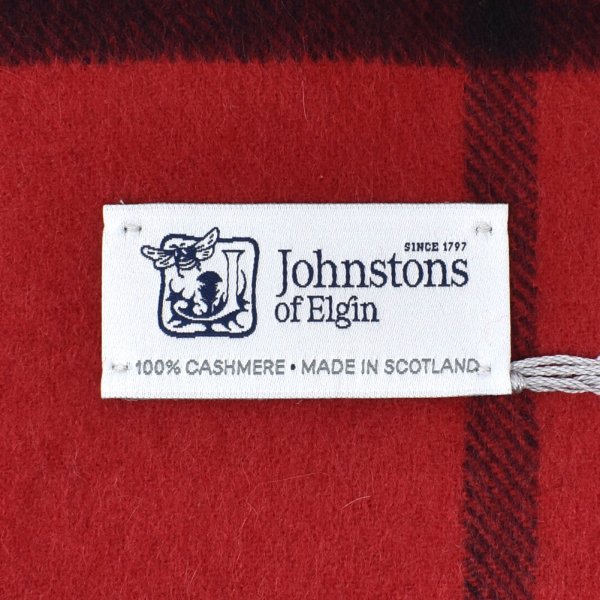 SINCE 1797
Johnstons
of Elgin
100% CASHMERE • MADE IN SCOTLAND